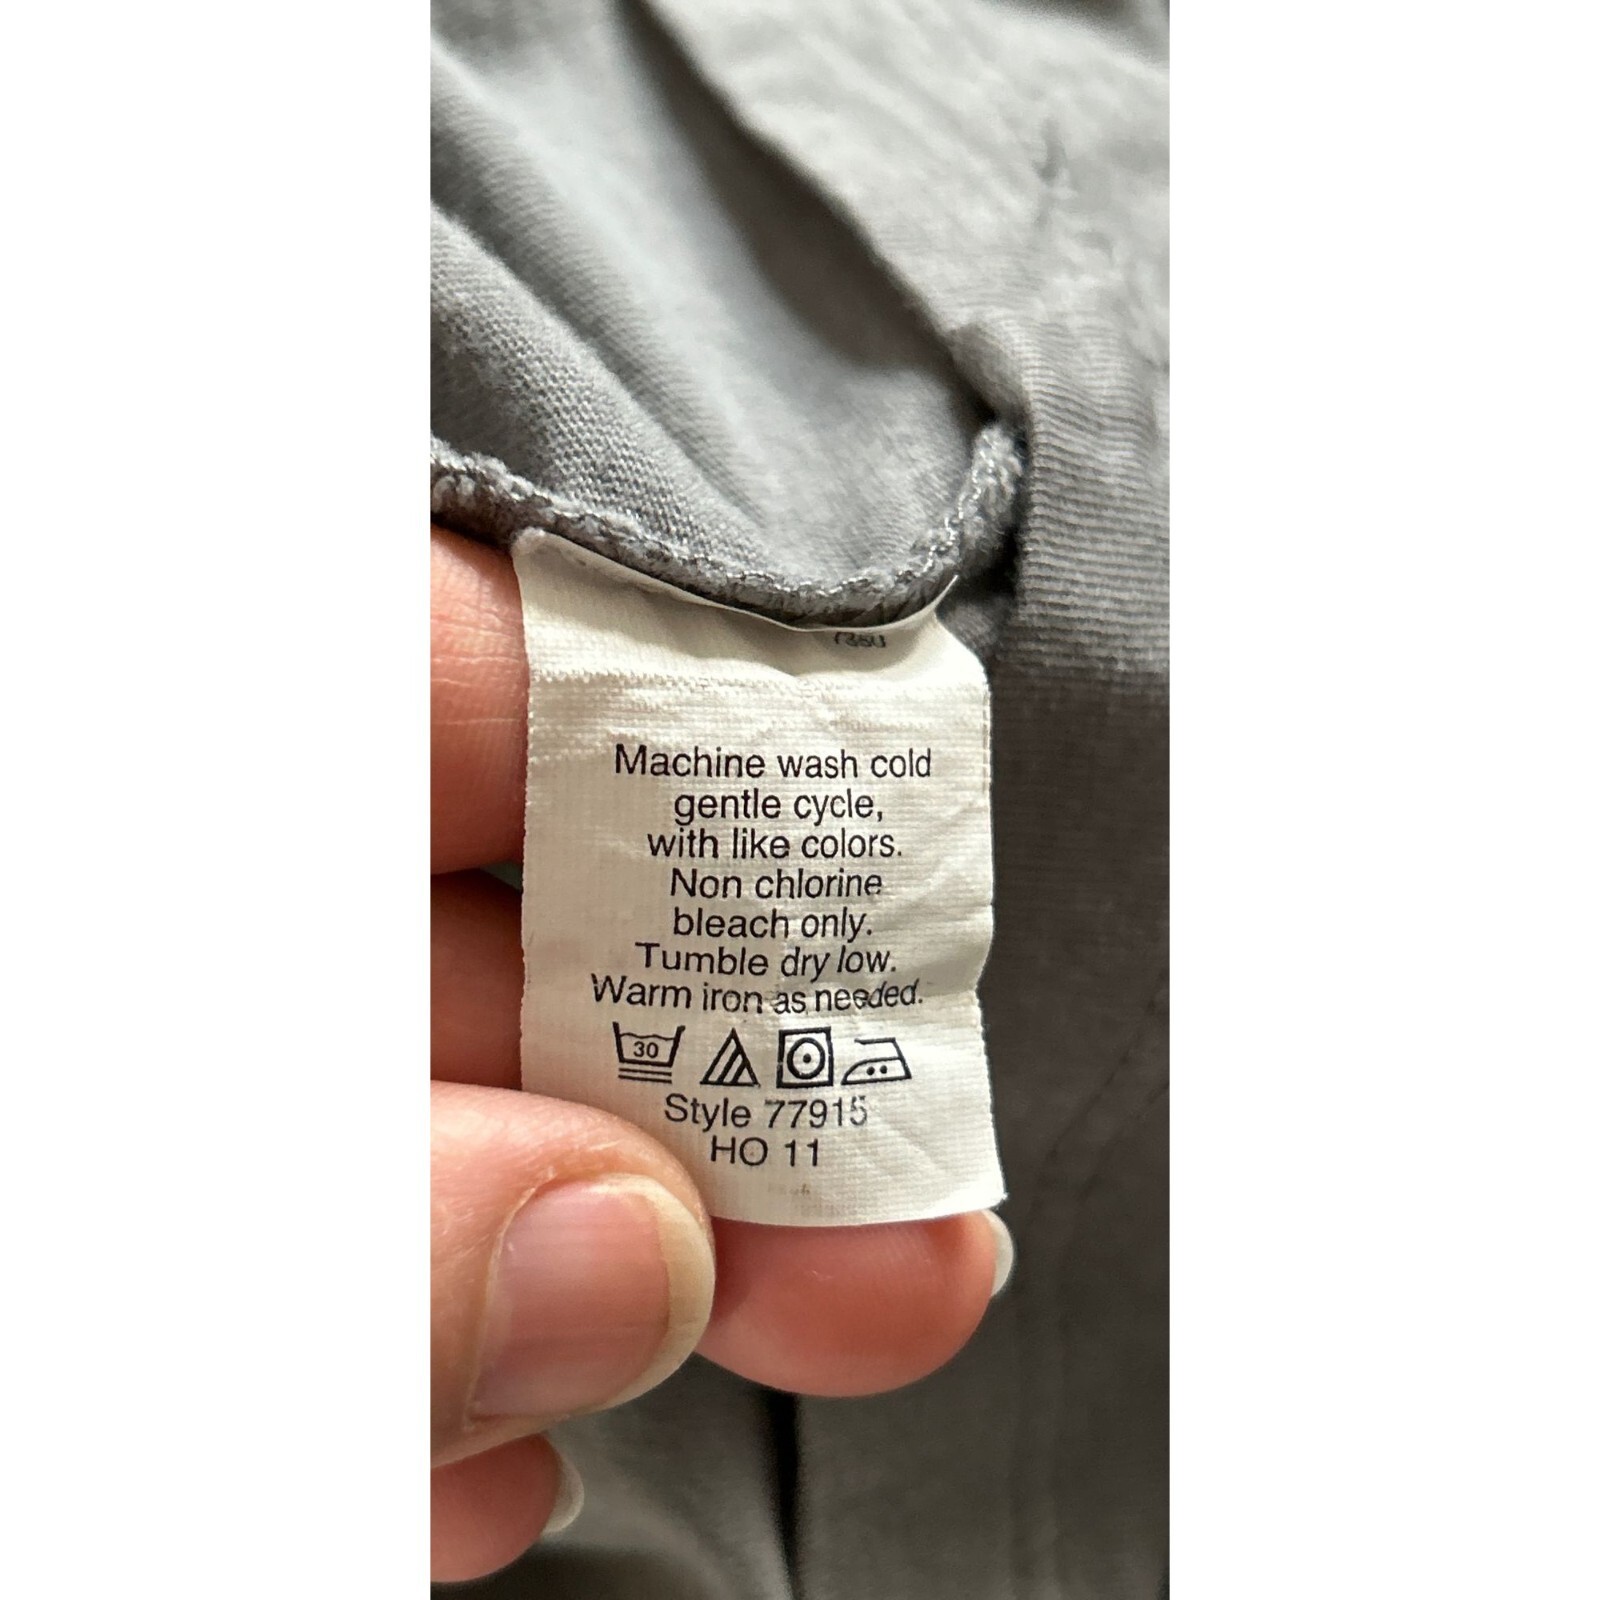 Machine wash cold
gentle cycle,
with like colors.
Non chlorine
bleach only.
Tumble dry low.
Warm iron as needed.
30
Style 77915
HO 11